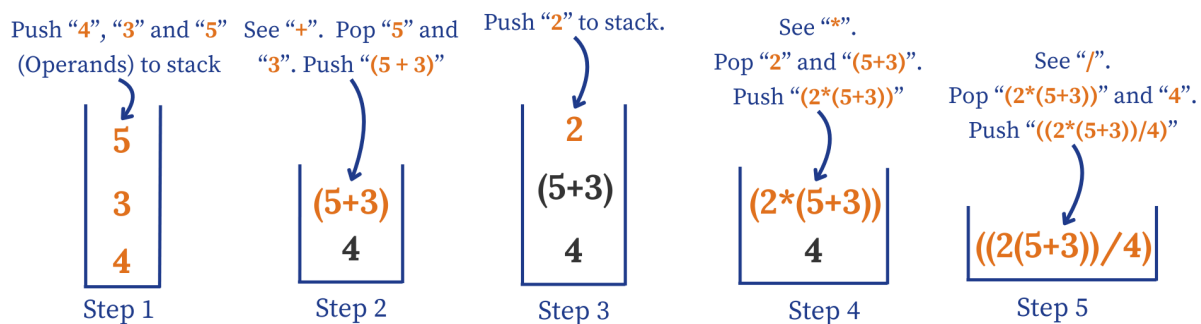 Push “4”, “3” and “5”
(Operands) to stack
5
3
4
Step 1
See “+”. Pop “5” and
“3”. Push “(5 + 3)”
(5+3)
4
Step 2
Push “2” to stack.
2
(5+3)
4
Step 3
See “*”.
Pop “2” and “(5+3)”.
Push “(2*(5+3))”
(2*(5+3))
4
Step 4
See “/”.
Pop “(2*(5+3))” and “4”.
Push “((2*(5+3))/4)”
((2(5+3))/4)
Step 5